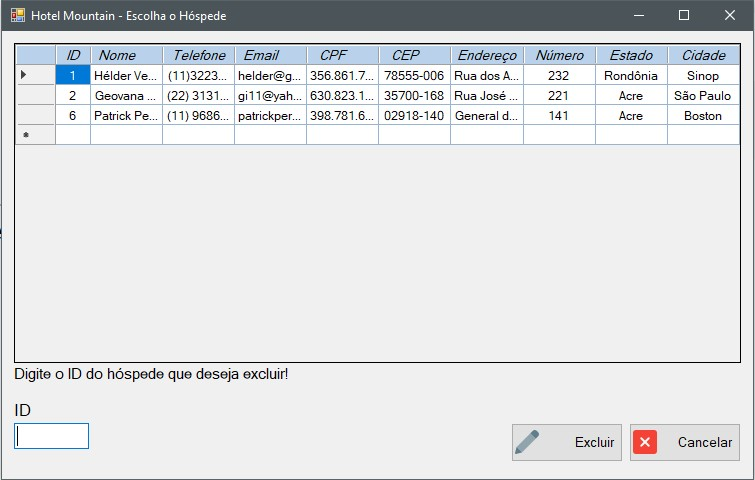 Hotel Mountain - Escolha o Hóspede
ID Nome Telefone Email CPF CEP Endereço Número Estado Cidade
1 Hélder Ve... (11)3223... helder@g... 356.861.7... 78555-006 Rua dos A... 232 Rondônia Sinop
2 Geovana ... (22) 3131... gi11@yah... 630.823.1... 35700-168 Rua José ... 221 Acre São Paulo
6 Patrick Pe... (11) 9686... patrickper... 398.781.6... 02918-140 General d... 141 Acre Boston
Digite o ID do hóspede que deseja excluir!
ID
Excluir Cancelar